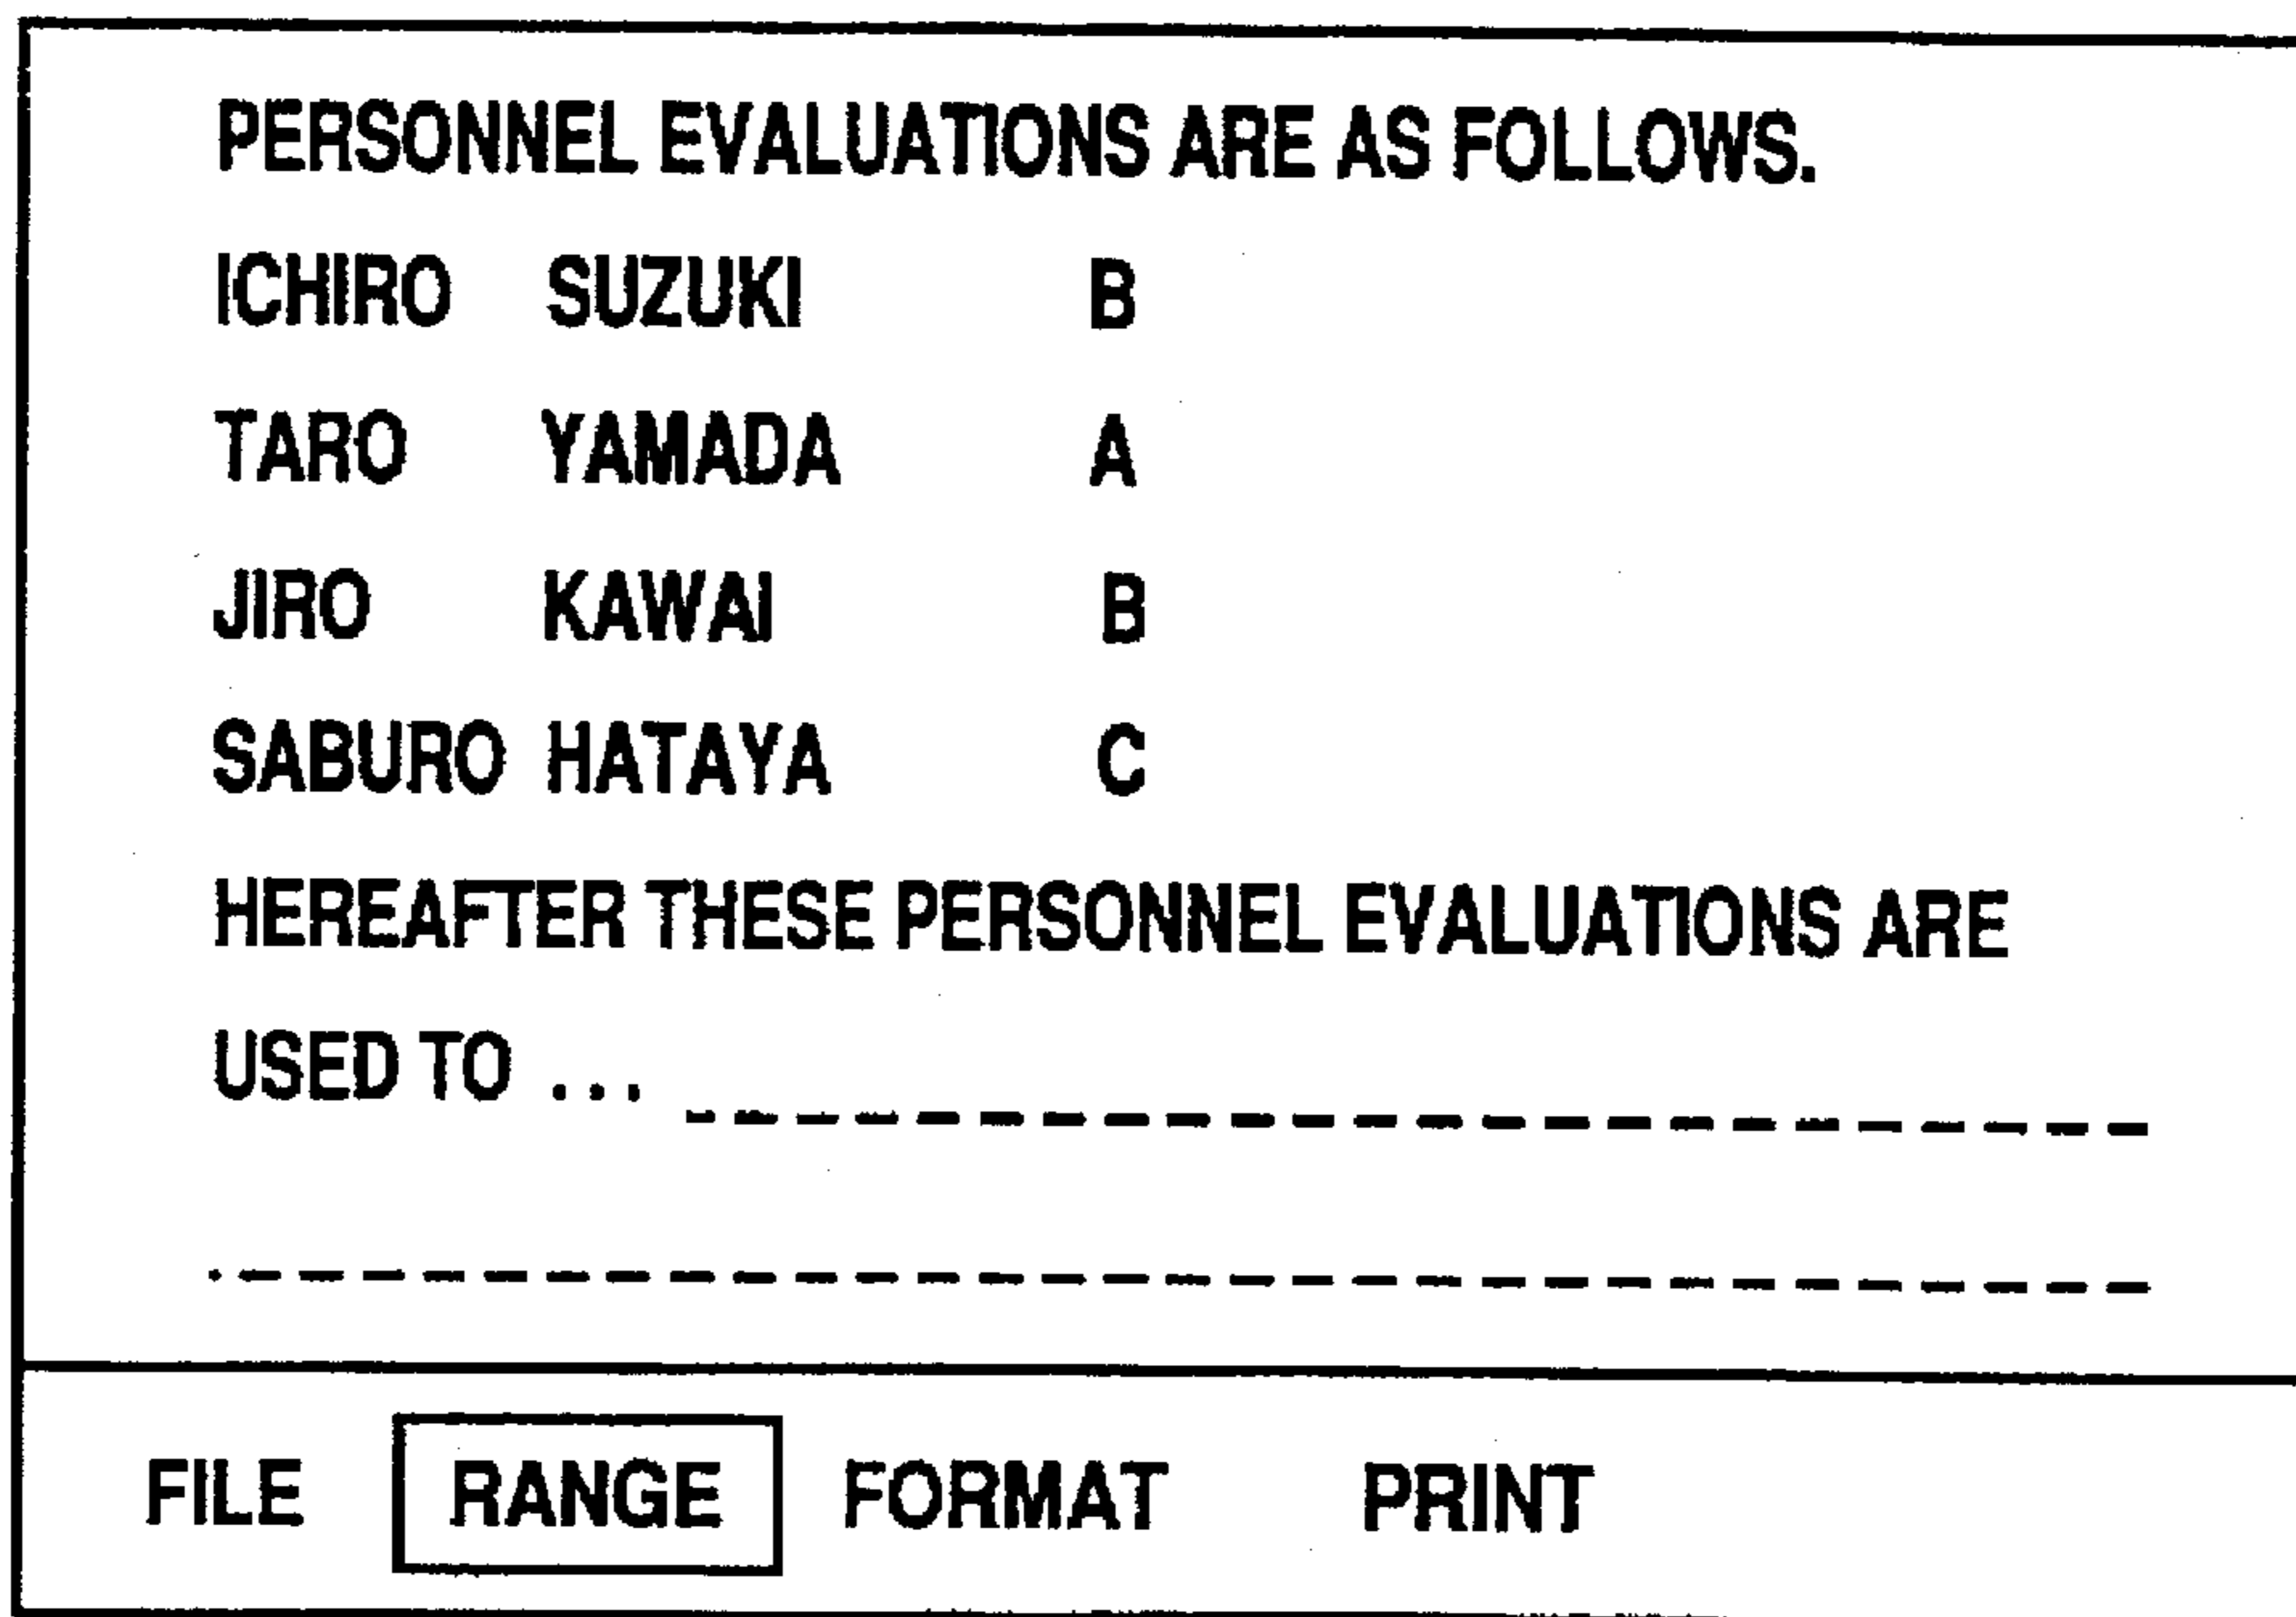 PERSONNEL EVALUATIONS ARE AS FOLLOWS.
ICHIRO SUZUKI B
TARO YAMADA A
JIRO KAWAI B
SABURO HATAYA C
HEREAFTER THESE PERSONNEL EVALUATIONS ARE
USED TO ...
FILE RANGE FORMAT PRINT